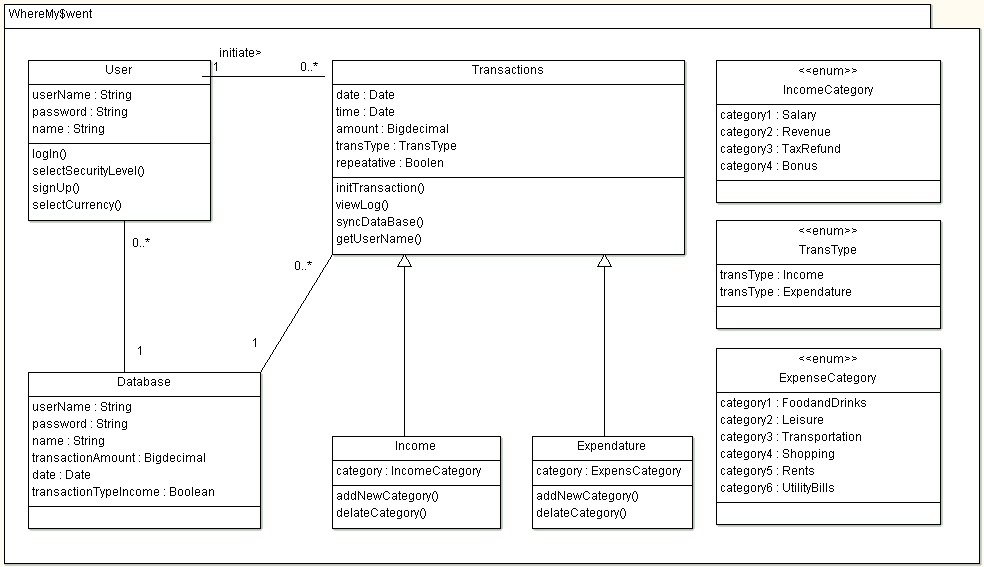 WhereMy$went
initiate>
1
0..*
User
userName : String
password : String
name : String
logIn()
selectSecurityLevel()
signUp()
selectCurrency()
Transactions
date : Date
time : Date
amount : Bigdecimal
transType : TransType
repeatative : Boolen
initTransaction()
viewLog()
syncDataBase()
getUserName()
<<enum>>
IncomeCategory
category1 : Salary
category2 : Revenue
category3 : TaxRefund
category4 : Bonus
<<enum>>
TransType
transType : Income
transType : Expendature
<<enum>>
ExpenseCategory
category1 : FoodandDrinks
category2 : Leisure
category3 : Transportation
category4 : Shopping
category5 : Rents
category6 : UtilityBills
0..*
0..*
1
1
Database
userName : String
password : String
name : String
transactionAmount : Bigdecimal
date : Date
transactionTypeIncome : Boolean
Income
category : IncomeCategory
addNewCategory()
delateCategory()
Expendature
category : ExpensCategory
addNewCategory()
delateCategory()